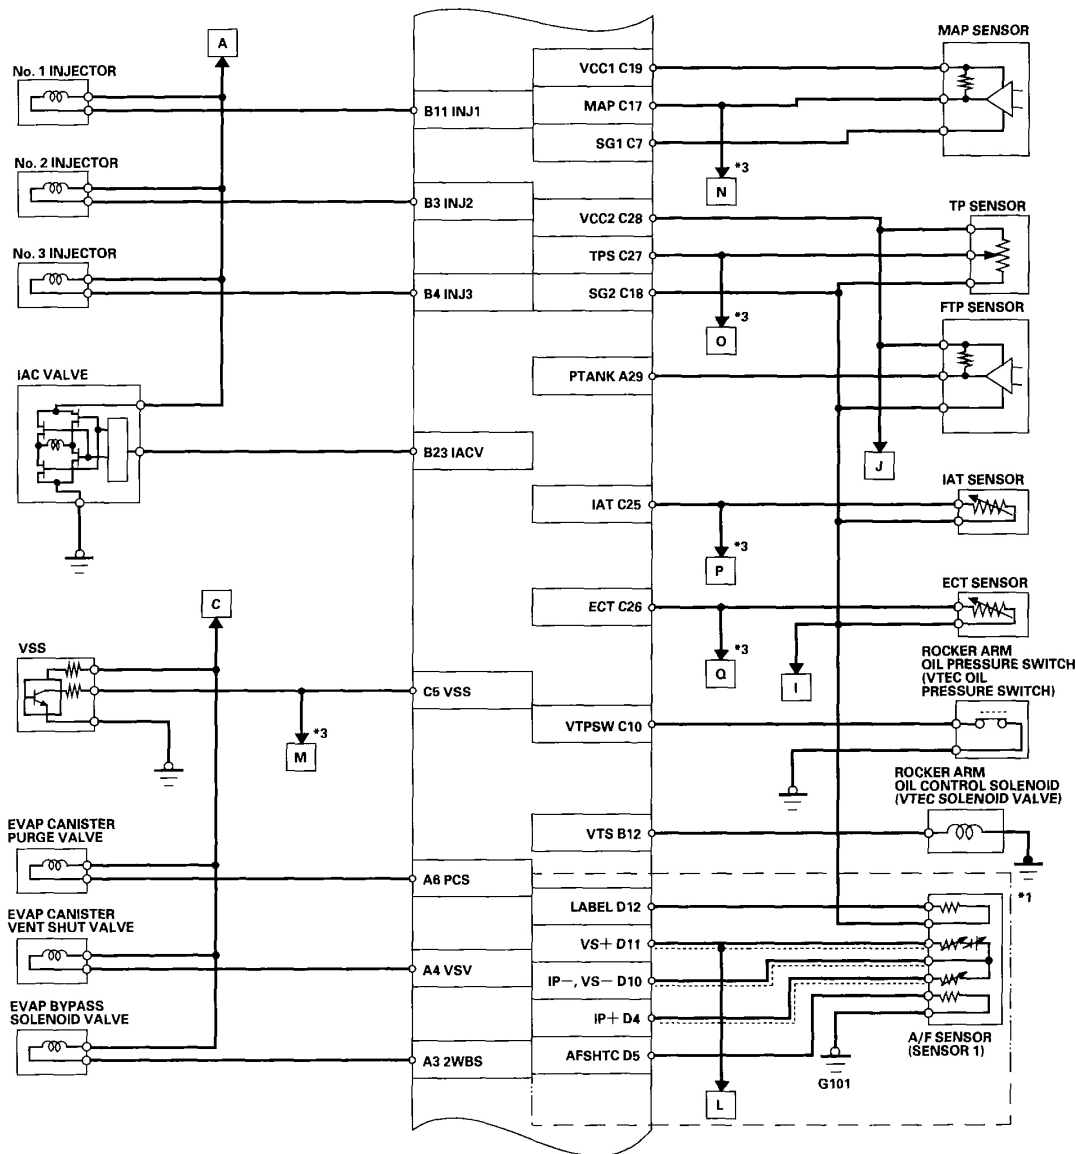 A
No. 1 INJECTOR
B11 INJ1
No. 2 INJECTOR
B3 INJ2
No. 3 INJECTOR
B4 INJ3
IAC VALVE
B23 IACV
C
VSS
C5 VSS
*3
M
EVAP CANISTER
PURGE VALVE
A6 PCS
EVAP CANISTER
VENT SHUT VALVE
A4 VSV
EVAP BYPASS
SOLENOID VALVE
A3 2WBS
MAP SENSOR
VCC1 C19
MAP C17
SG1 C7
*3
N
TP SENSOR
VCC2 C28
TPS C27
SG2 C18
*3
O
FTP SENSOR
PTANK A29
J
IAT SENSOR
IAT C25
*3
P
ECT SENSOR
ECT C26
*3
Q
I
ROCKER ARM
OIL PRESSURE SWITCH
(VTEC OIL
PRESSURE SWITCH)
VTPSW C10
ROCKER ARM
OIL CONTROL SOLENOID
(VTEC SOLENOID VALVE)
VTS B12
*1
LABEL D12
VS+ D11
IP−, VS− D10
IP+ D4
AFSHTC D5
A/F SENSOR
(SENSOR 1)
G101
L